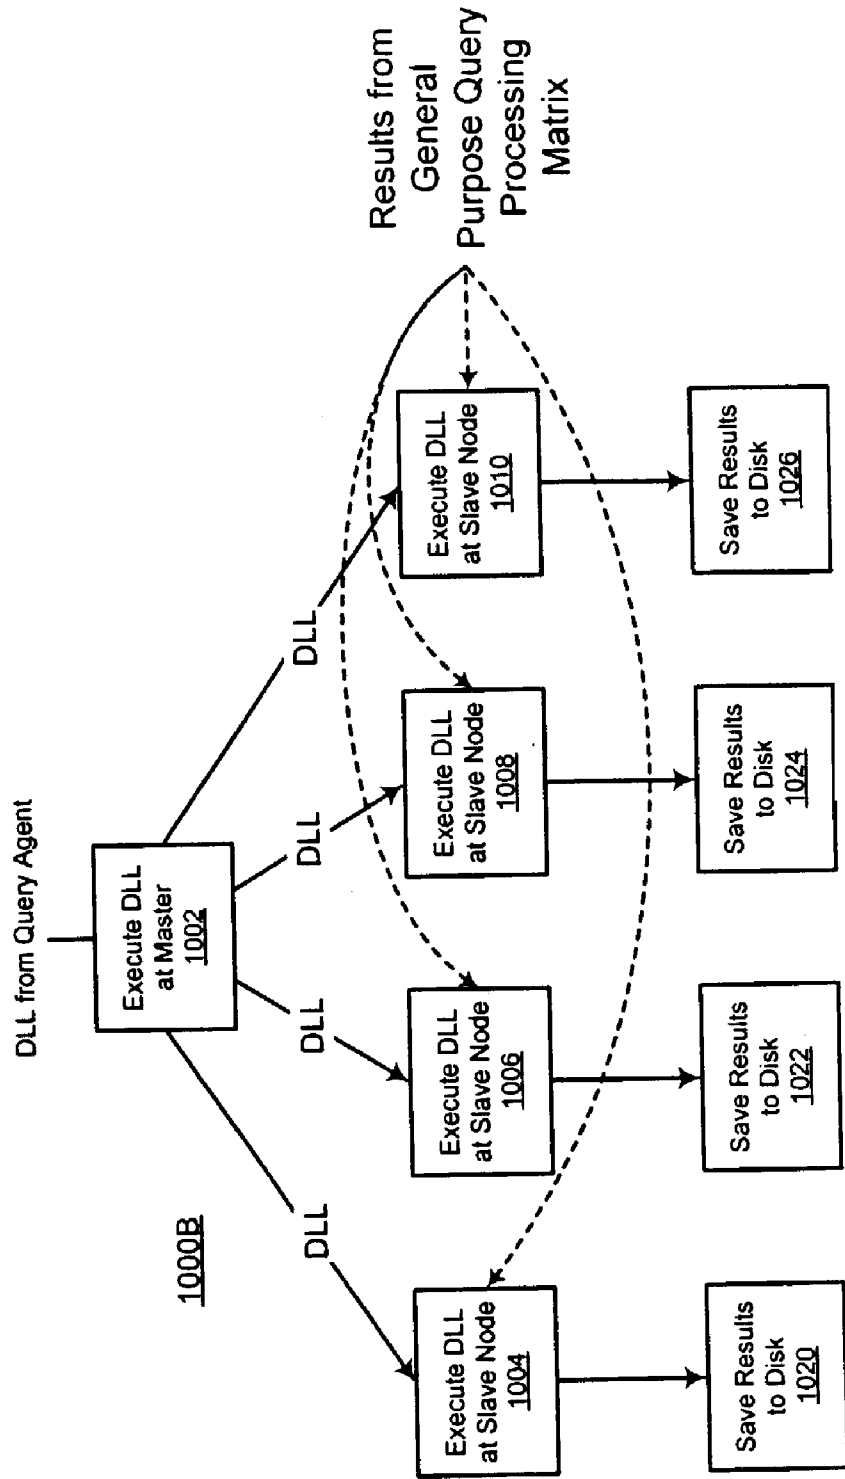 DLL from Query Agent
Execute DLL
at Master
1002
1000B
DLL
DLL
DLL
DLL
Results from
General
Purpose Query
Processing
Matrix
Execute DLL
at Slave Node
1004
Execute DLL
at Slave Node
1006
Execute DLL
at Slave Node
1008
Execute DLL
at Slave Node
1010
Save Results
to Disk
1020
Save Results
to Disk
1022
Save Results
to Disk
1024
Save Results
to Disk
1026